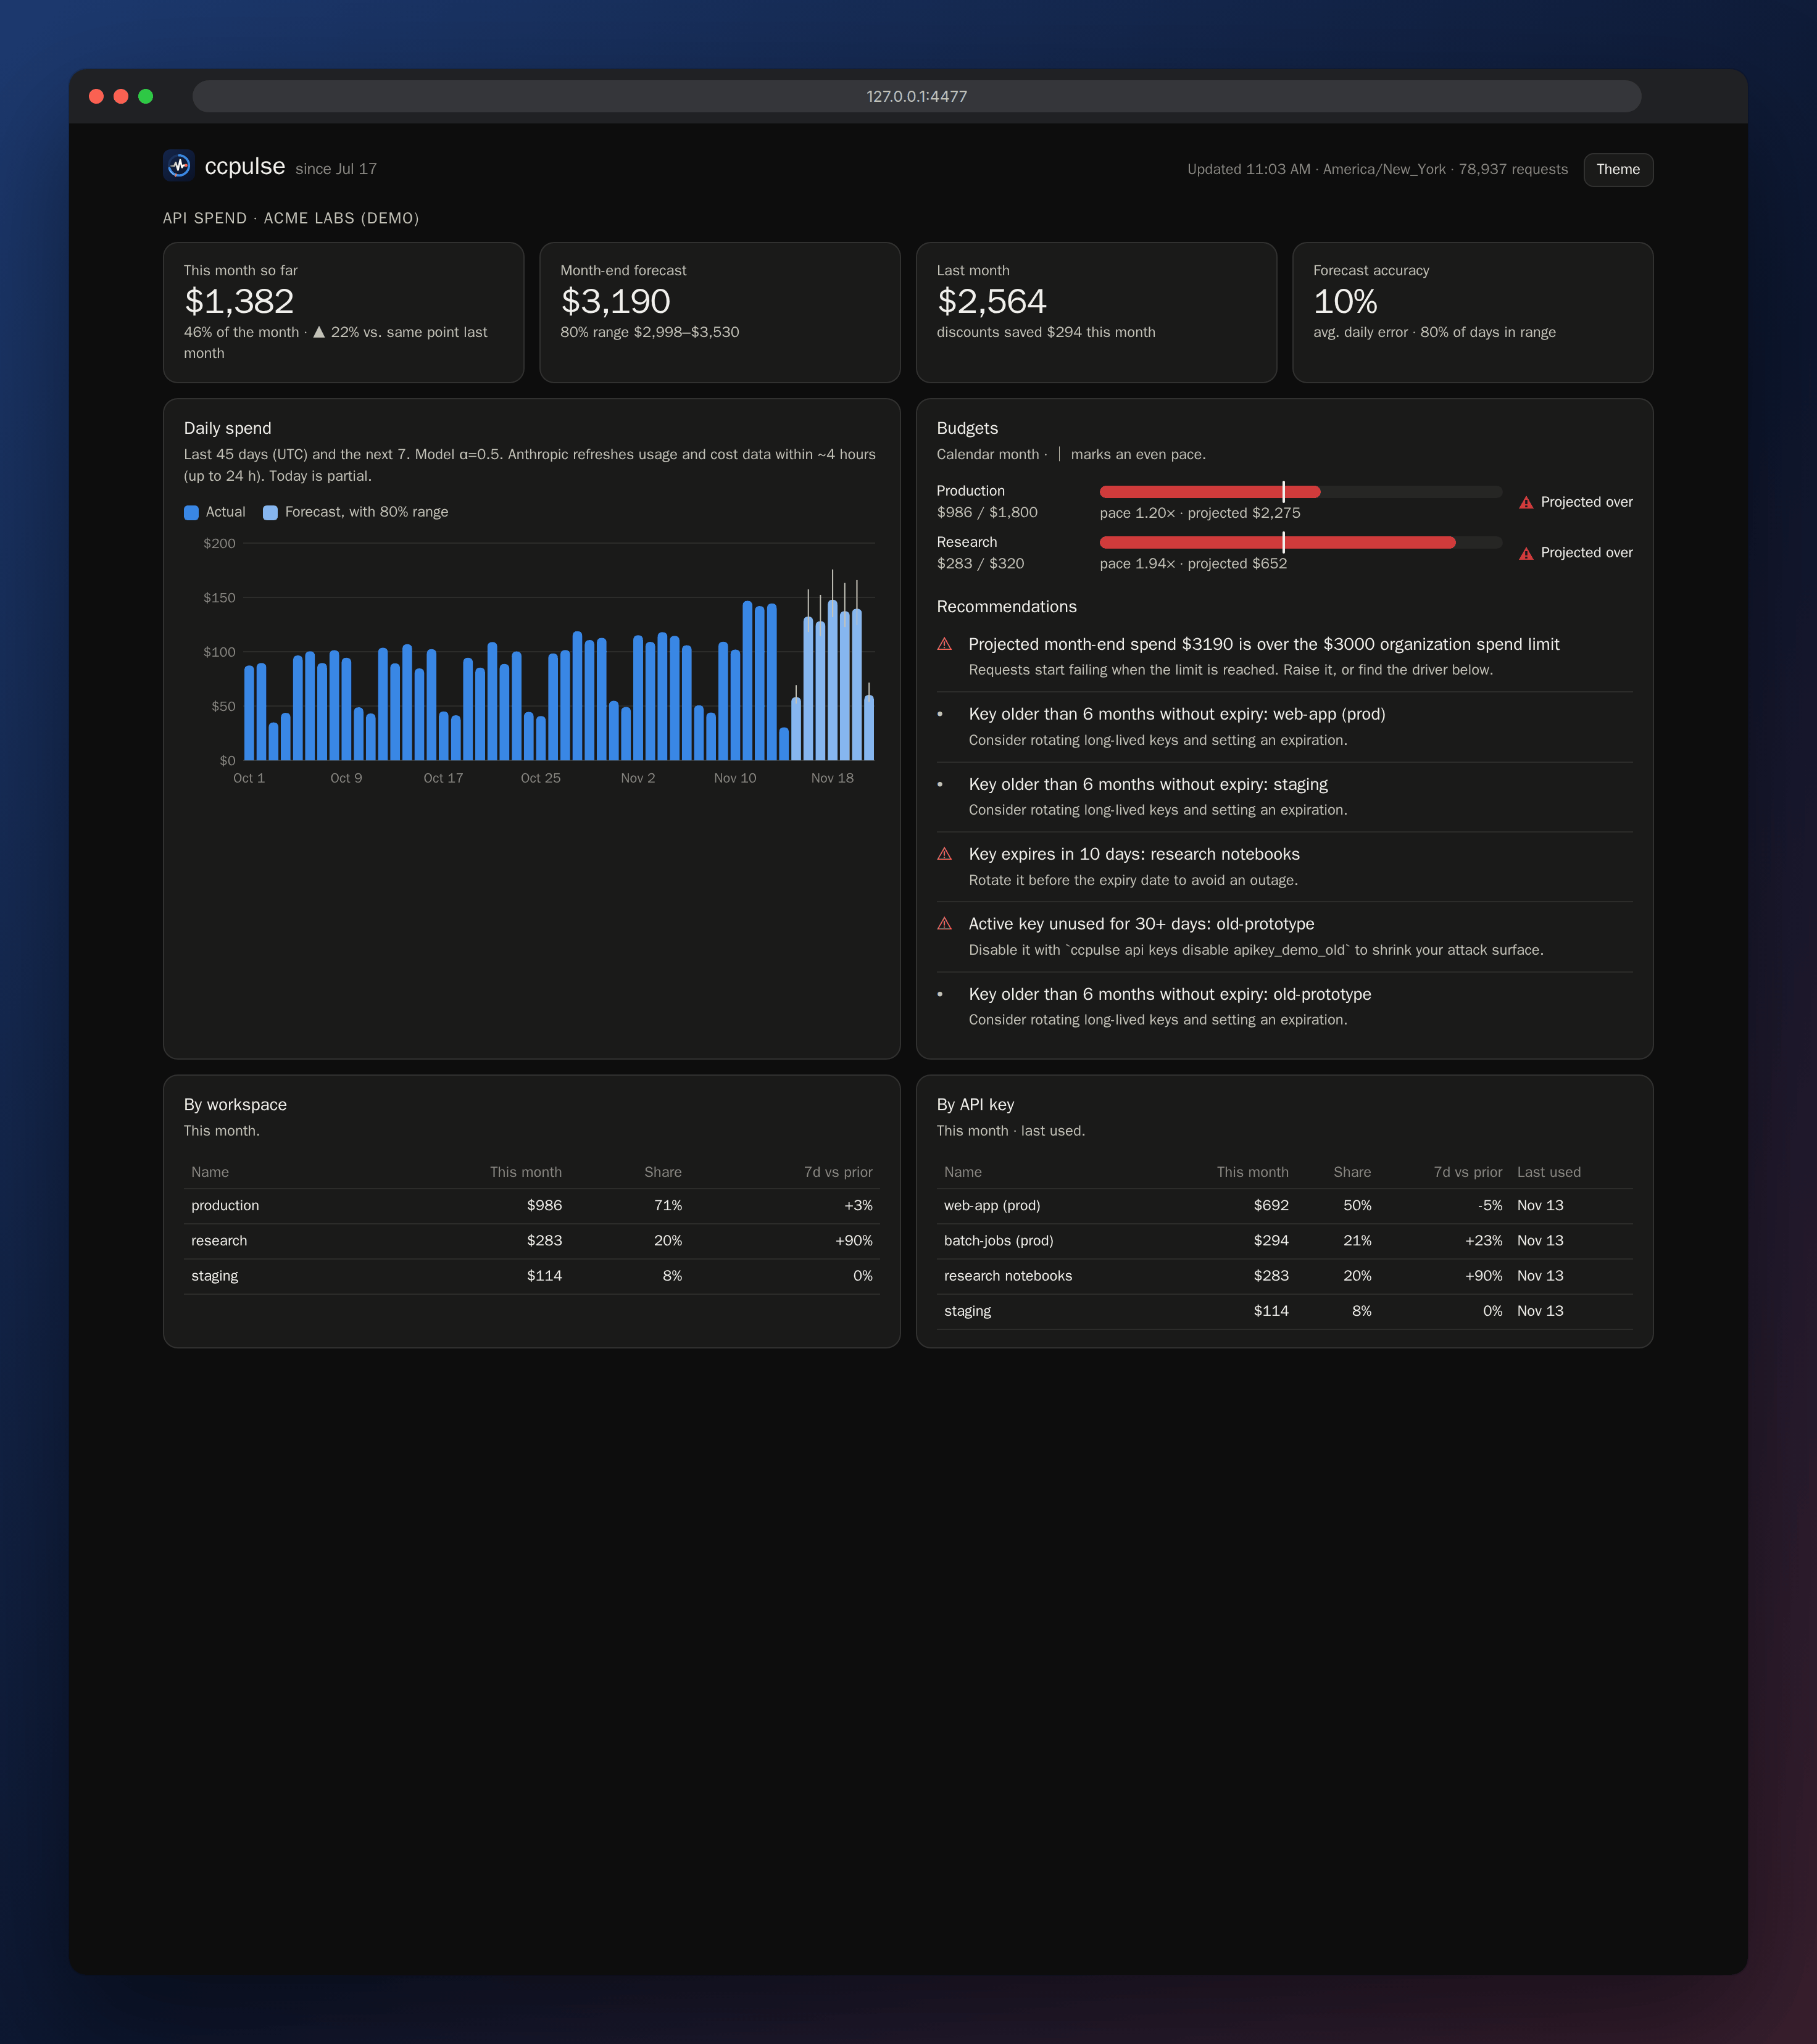 127.0.0.1:4477
ccpulse since Jul 17
Updated 11:03 AM · America/New_York · 78,937 requests
Theme
API SPEND · ACME LABS (DEMO)
This month so far
$1,382
46% of the month · ▲ 22% vs. same point last
month
Month-end forecast
$3,190
80% range $2,998–$3,530
Last month
$2,564
discounts saved $294 this month
Forecast accuracy
10%
avg. daily error · 80% of days in range
Daily spend
Last 45 days (UTC) and the next 7. Model α=0.5. Anthropic refreshes usage and cost data within ~4 hours
(up to 24 h). Today is partial.
Actual Forecast, with 80% range
$200
$150
$100
$50
$0
Oct 1 Oct 9 Oct 17 Oct 25 Nov 2 Nov 10 Nov 18
Budgets
Calendar month · | marks an even pace.
Production
$986 / $1,800
pace 1.20× · projected $2,275
Projected over
Research
$283 / $320
pace 1.94× · projected $652
Projected over
Recommendations
Projected month-end spend $3190 is over the $3000 organization spend limit
Requests start failing when the limit is reached. Raise it, or find the driver below.
• Key older than 6 months without expiry: web-app (prod)
Consider rotating long-lived keys and setting an expiration.
• Key older than 6 months without expiry: staging
Consider rotating long-lived keys and setting an expiration.
Key expires in 10 days: research notebooks
Rotate it before the expiry date to avoid an outage.
Active key unused for 30+ days: old-prototype
Disable it with `ccpulse api keys disable apikey_demo_old` to shrink your attack surface.
• Key older than 6 months without expiry: old-prototype
Consider rotating long-lived keys and setting an expiration.
By workspace
This month.
Name This month Share 7d vs prior
production $986 71% +3%
research $283 20% +90%
staging $114 8% 0%
By API key
This month · last used.
Name This month Share 7d vs prior Last used
web-app (prod) $692 50% -5% Nov 13
batch-jobs (prod) $294 21% +23% Nov 13
research notebooks $283 20% +90% Nov 13
staging $114 8% 0% Nov 13